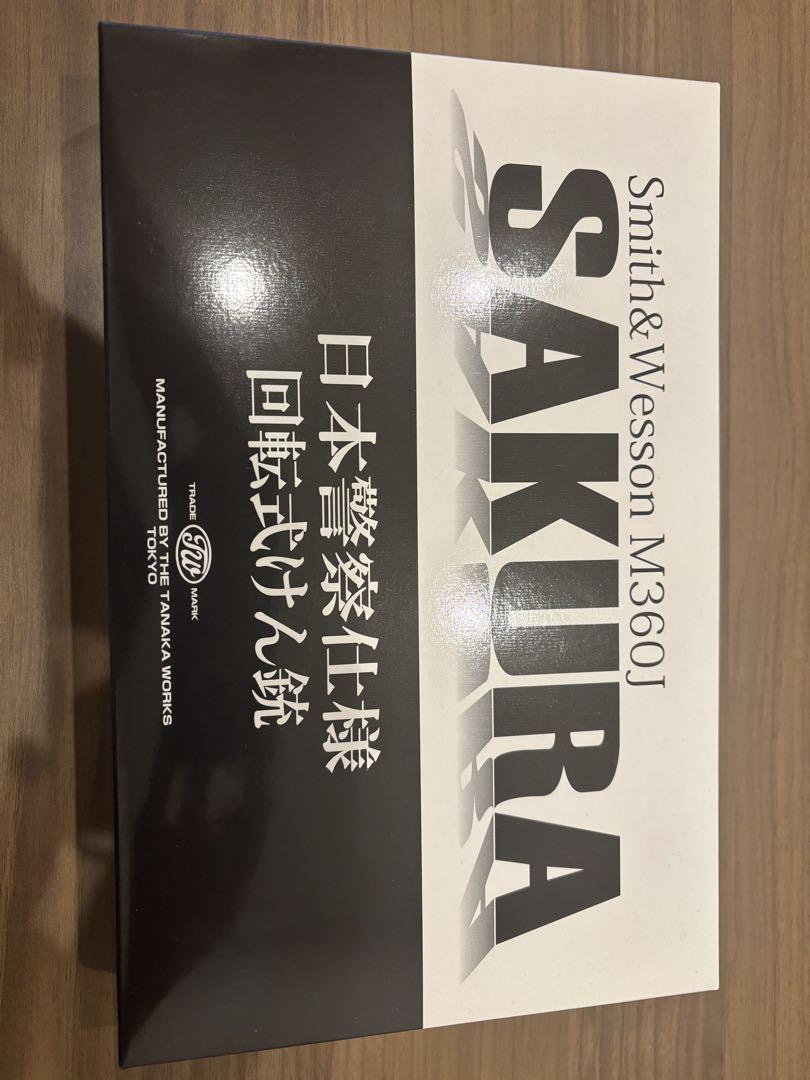 Smith&Wesson M360J
SAKURA
日本警察仕様
回転式けん銃
TRADE TW MARK
MANUFACTURED BY THE TANAKA WORKS
TOKYO